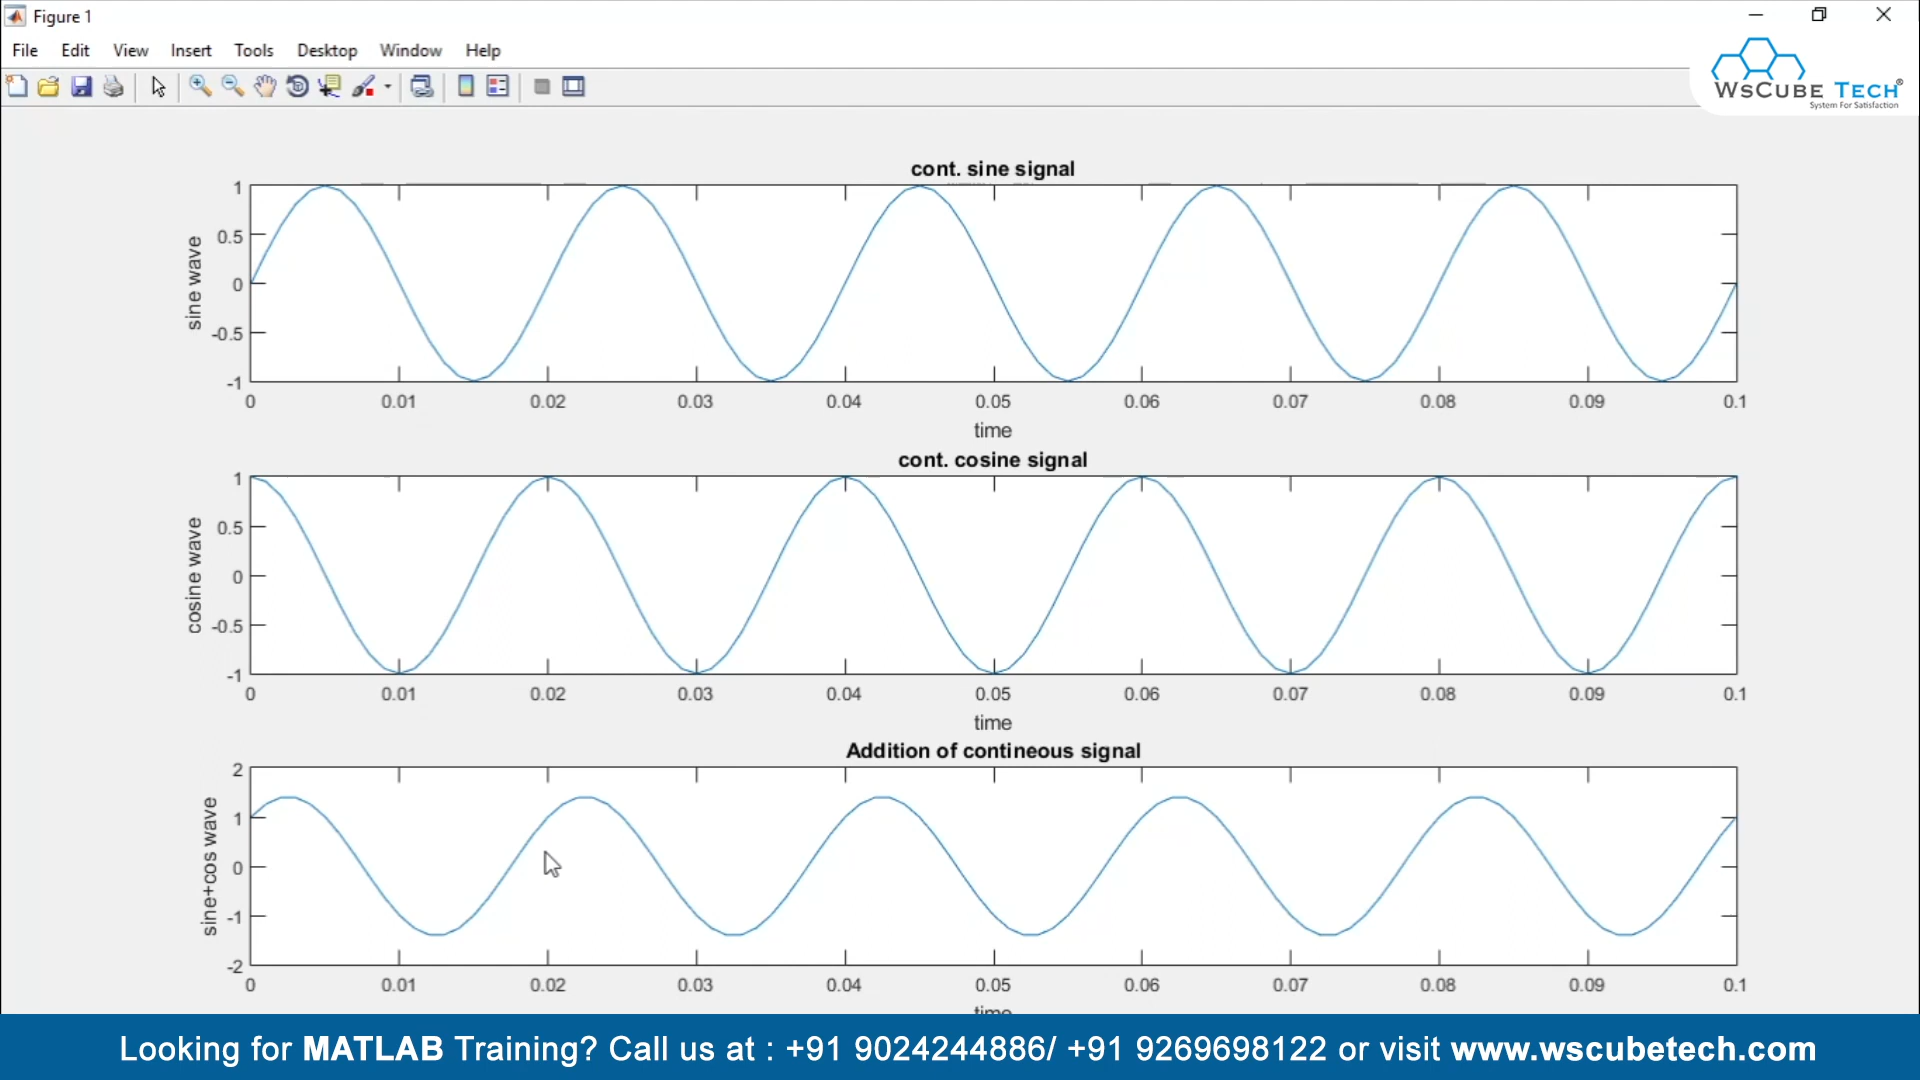 Figure 1
File Edit View Insert Tools Desktop Window Help
WsCube Tech®
System For Satisfaction
cont. sine signal
sine wave
1
0.5
0
-0.5
-1
0 0.01 0.02 0.03 0.04 0.05 0.06 0.07 0.08 0.09 0.1
time
cont. cosine signal
cosine wave
1
0.5
0
-0.5
-1
0 0.01 0.02 0.03 0.04 0.05 0.06 0.07 0.08 0.09 0.1
time
Addition of contineous signal
sine+cos wave
2
1
0
-1
-2
0 0.01 0.02 0.03 0.04 0.05 0.06 0.07 0.08 0.09 0.1
time
Looking for MATLAB Training? Call us at : +91 9024244886/ +91 9269698122 or visit www.wscubetech.com